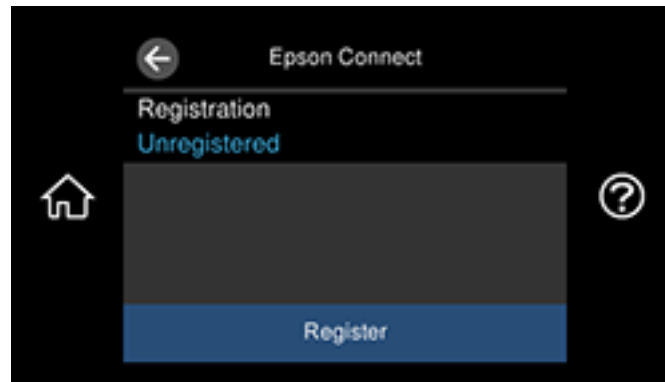 Epson Connect
Registration
Unregistered
?
Register